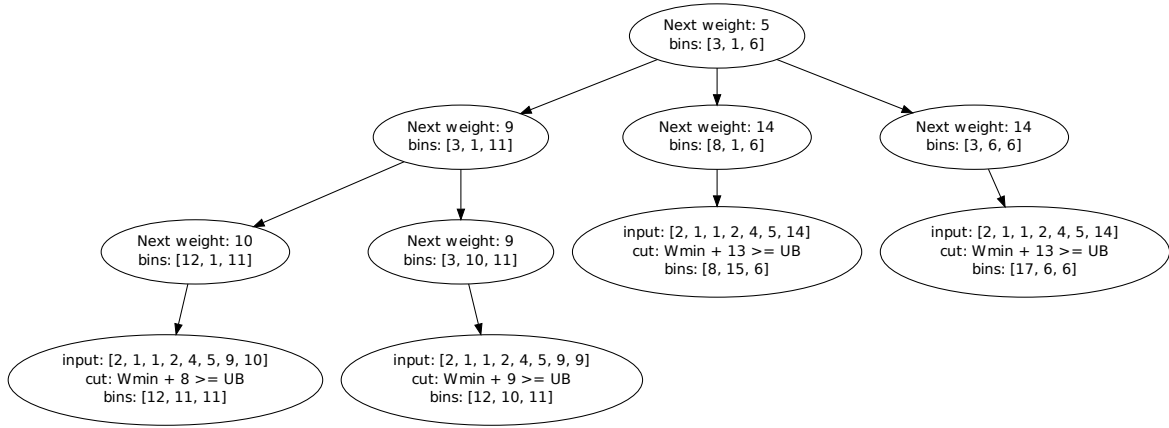 Next weight: 5
bins: [3, 1, 6]
Next weight: 9
bins: [3, 1, 11]
Next weight: 14
bins: [8, 1, 6]
Next weight: 14
bins: [3, 6, 6]
Next weight: 10
bins: [12, 1, 11]
Next weight: 9
bins: [3, 10, 11]
input: [2, 1, 1, 2, 4, 5, 14]
cut: Wmin + 13 >= UB
bins: [8, 15, 6]
input: [2, 1, 1, 2, 4, 5, 14]
cut: Wmin + 13 >= UB
bins: [17, 6, 6]
input: [2, 1, 1, 2, 4, 5, 9, 10]
cut: Wmin + 8 >= UB
bins: [12, 11, 11]
input: [2, 1, 1, 2, 4, 5, 9, 9]
cut: Wmin + 9 >= UB
bins: [12, 10, 11]